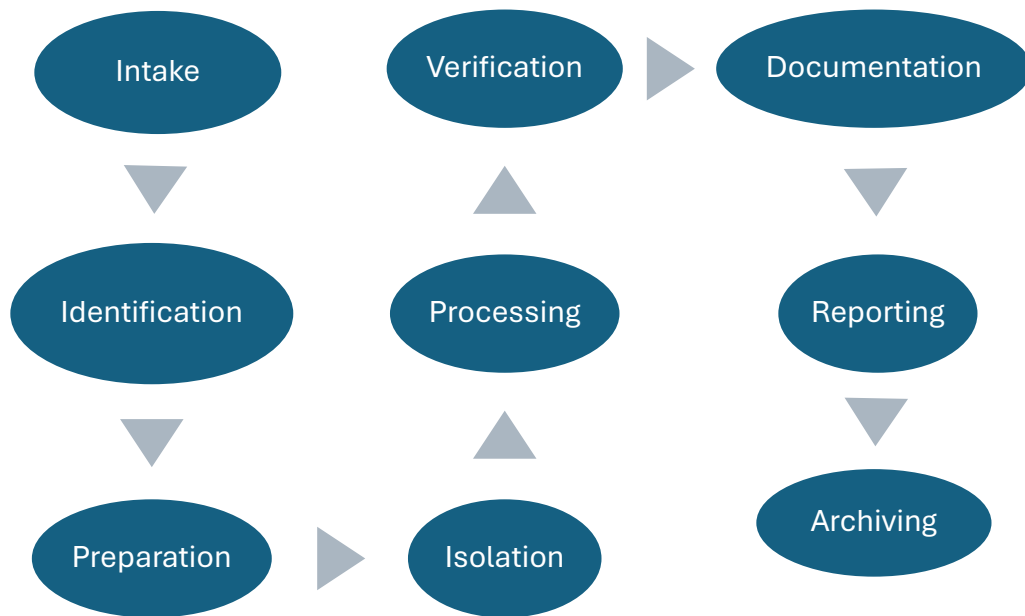 Intake
Identification
Preparation
Isolation
Processing
Verification
Documentation
Reporting
Archiving